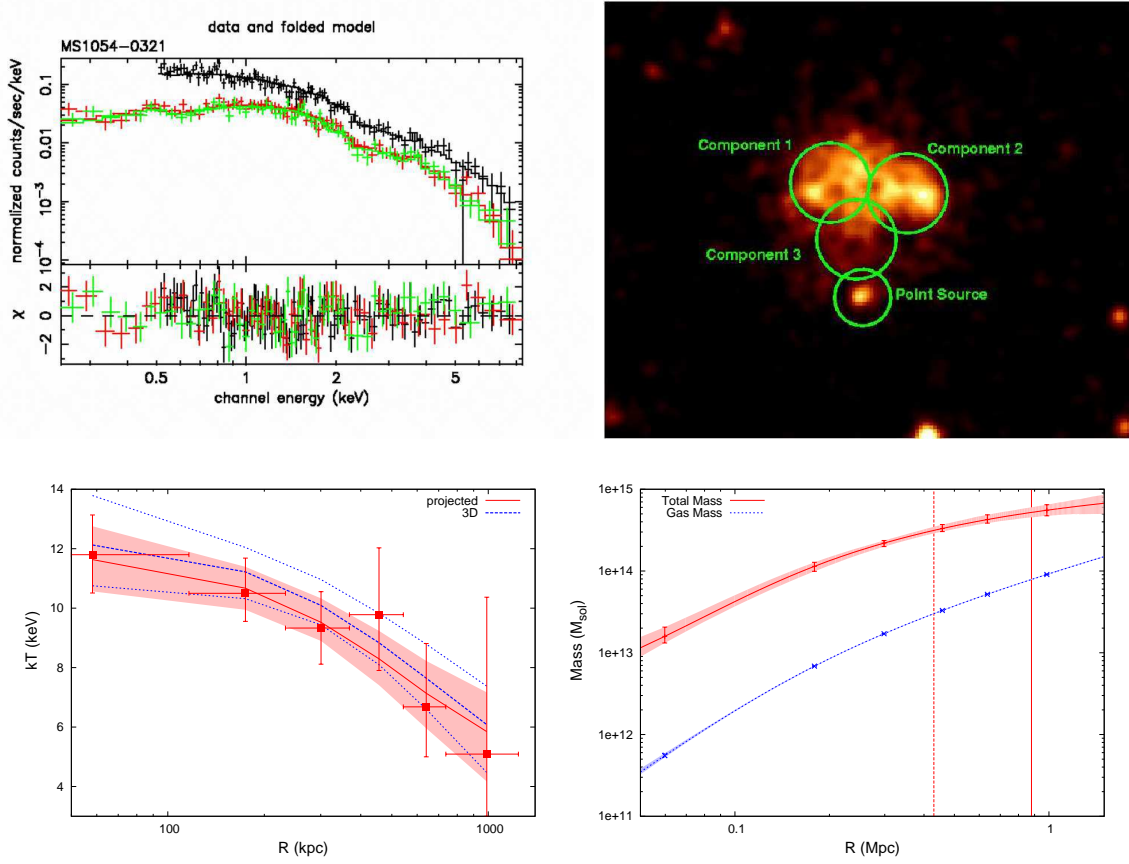 data and folded model
MS1054−0321
normalized counts/sec/keV
0.1
0.01
10−3
10−4
χ
2
0
−2
0.5 1 2 5
channel energy (keV)
Component 1
Component 2
Component 3
Point Source
kT (keV)
14
12
10
8
6
4
projected
3D
100 1000
R (kpc)
Mass (Msol)
1e+15
1e+14
1e+13
1e+12
1e+11
Total Mass
Gas Mass
0.1 1
R (Mpc)